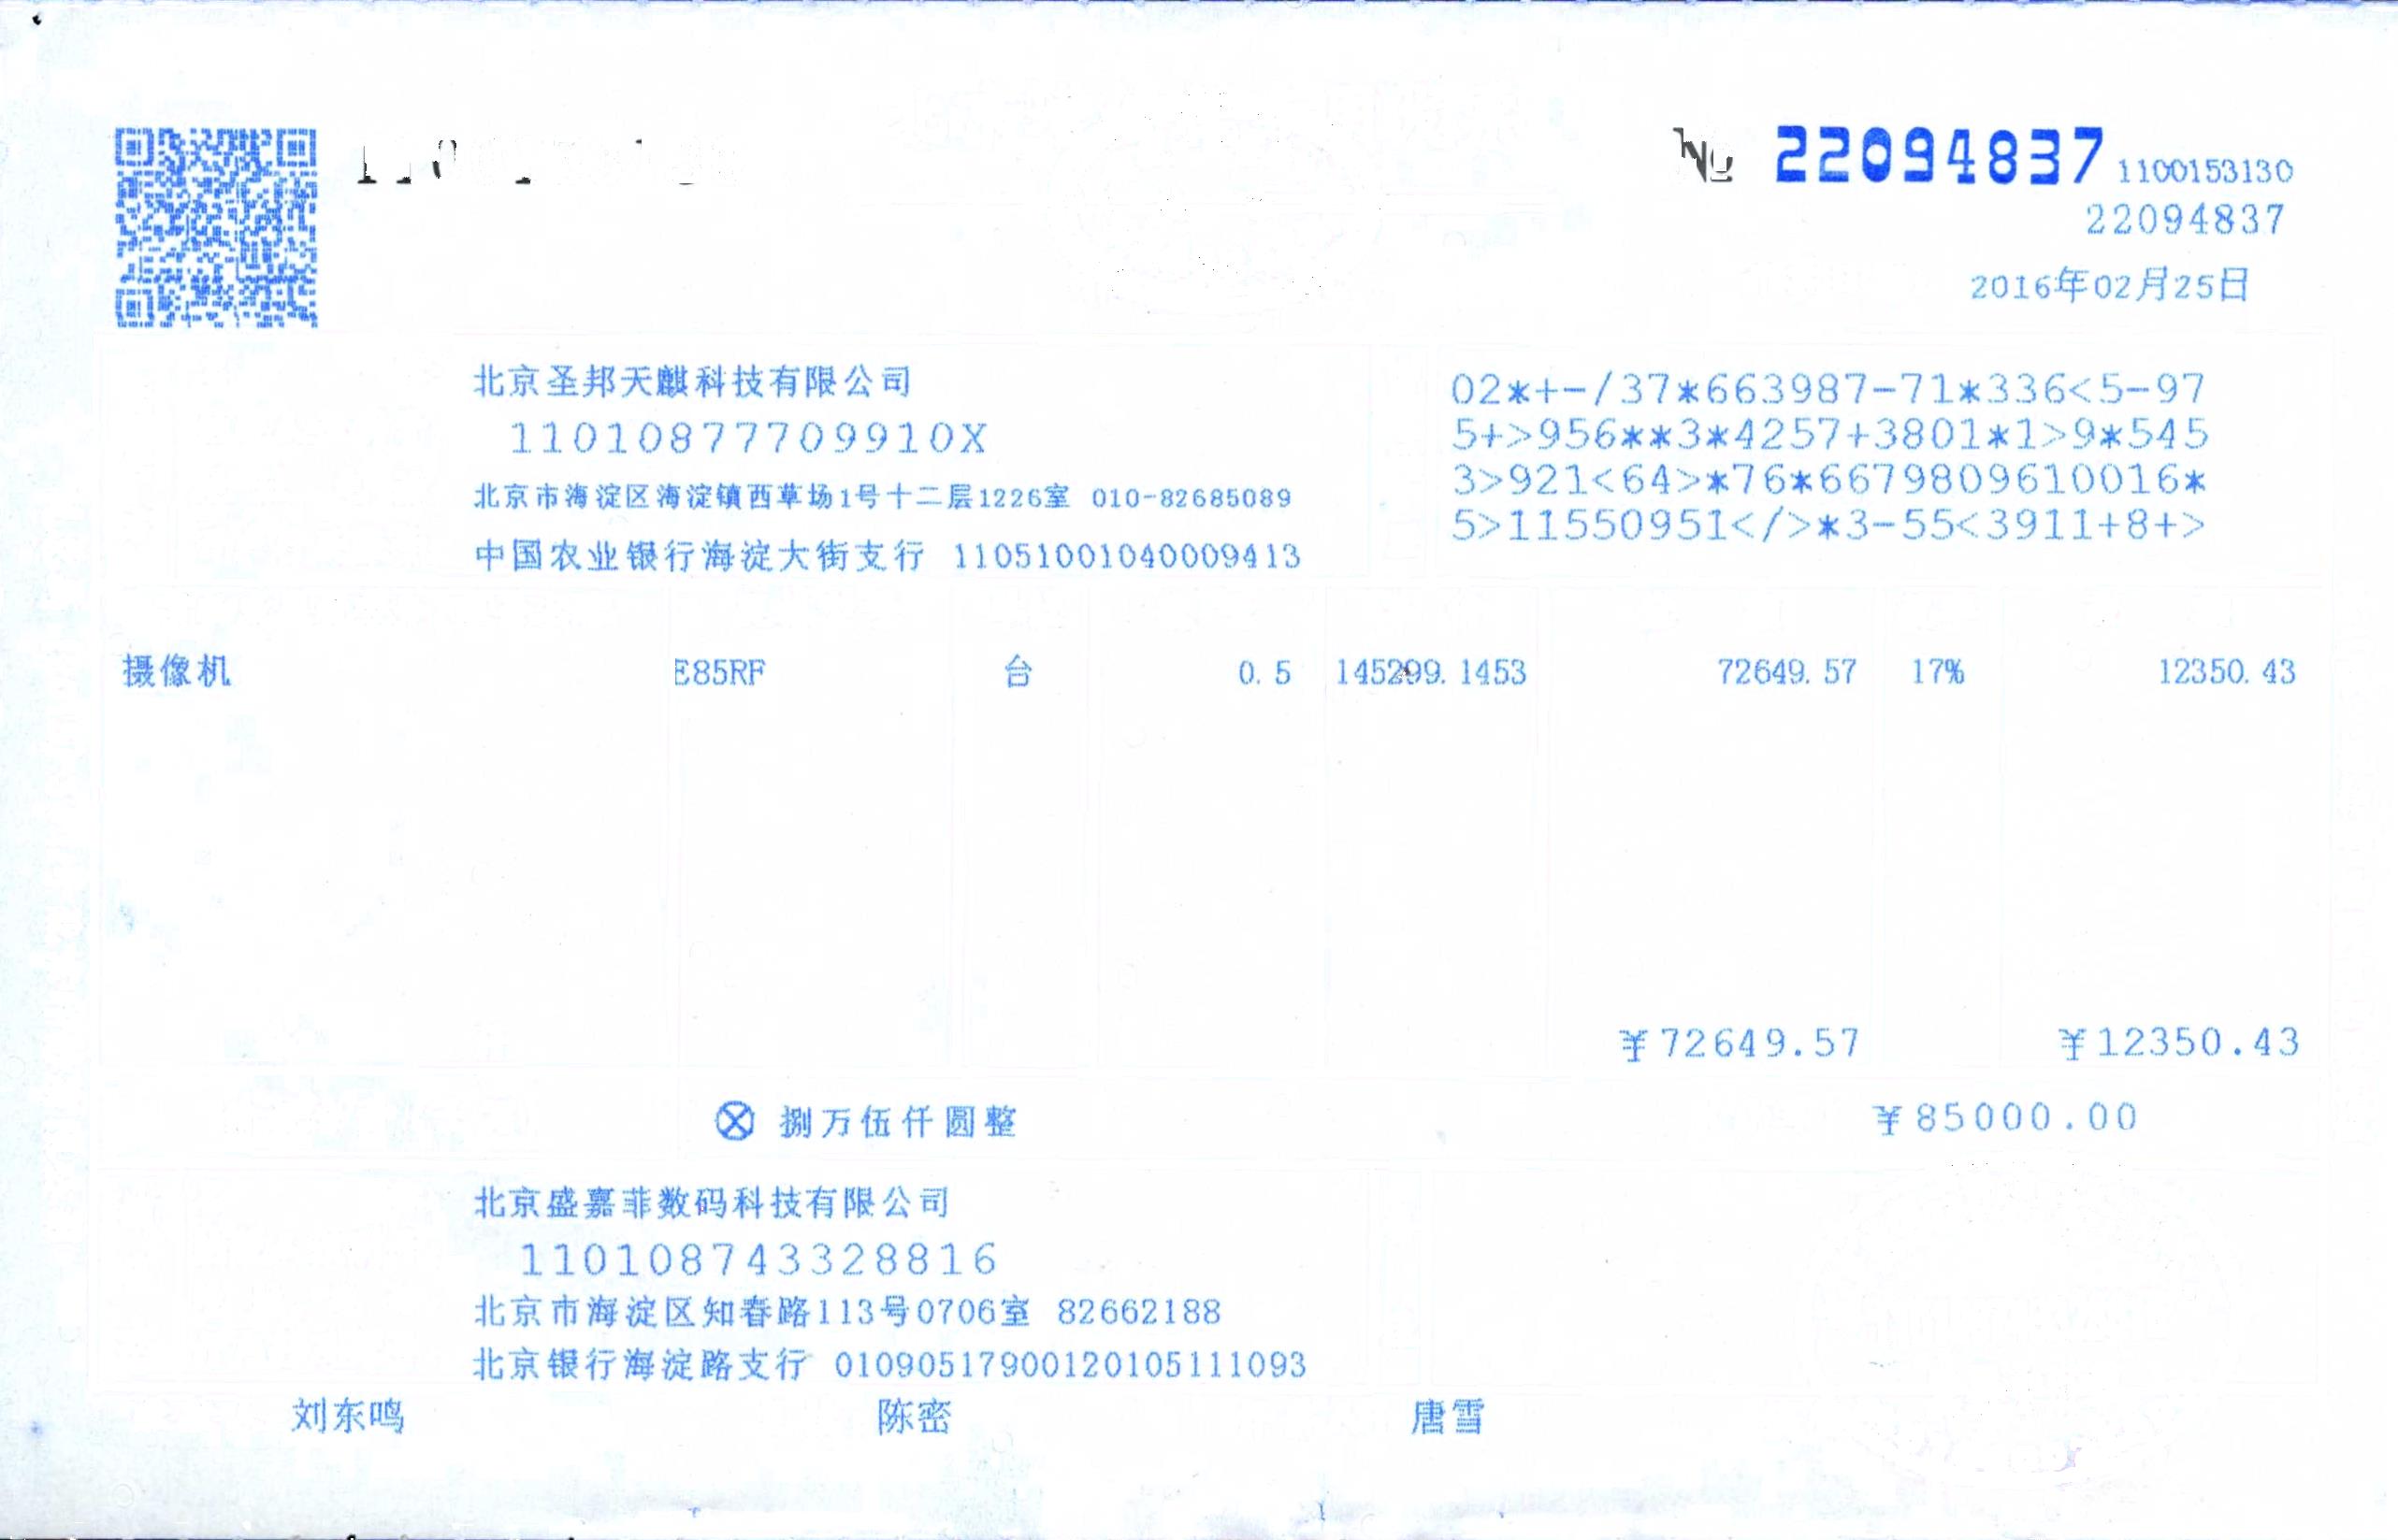 № 22094837 1100153130
22094837
2016年02月25日
北京圣邦天麒科技有限公司
11010877709910X
北京市海淀区海淀镇西草场1号十二层1226室 010-82685089
中国农业银行海淀大街支行 11051001040009413
02*+-/37*663987-71*336<5-97
5+>956**3*4257+3801*1>9*545
3>921<64>*76*6679809610016*
5>11550951</>*3-55<3911+8+>
摄像机 E85RF 台 0.5 145299.1453 72649.57 17% 12350.43
¥72649.57 ¥12350.43
ⓧ 捌万伍仟圆整 ¥85000.00
北京盛嘉菲数码科技有限公司
110108743328816
北京市海淀区知春路113号0706室 82662188
北京银行海淀路支行 01090517900120105111093
刘东鸣 陈密 唐雪